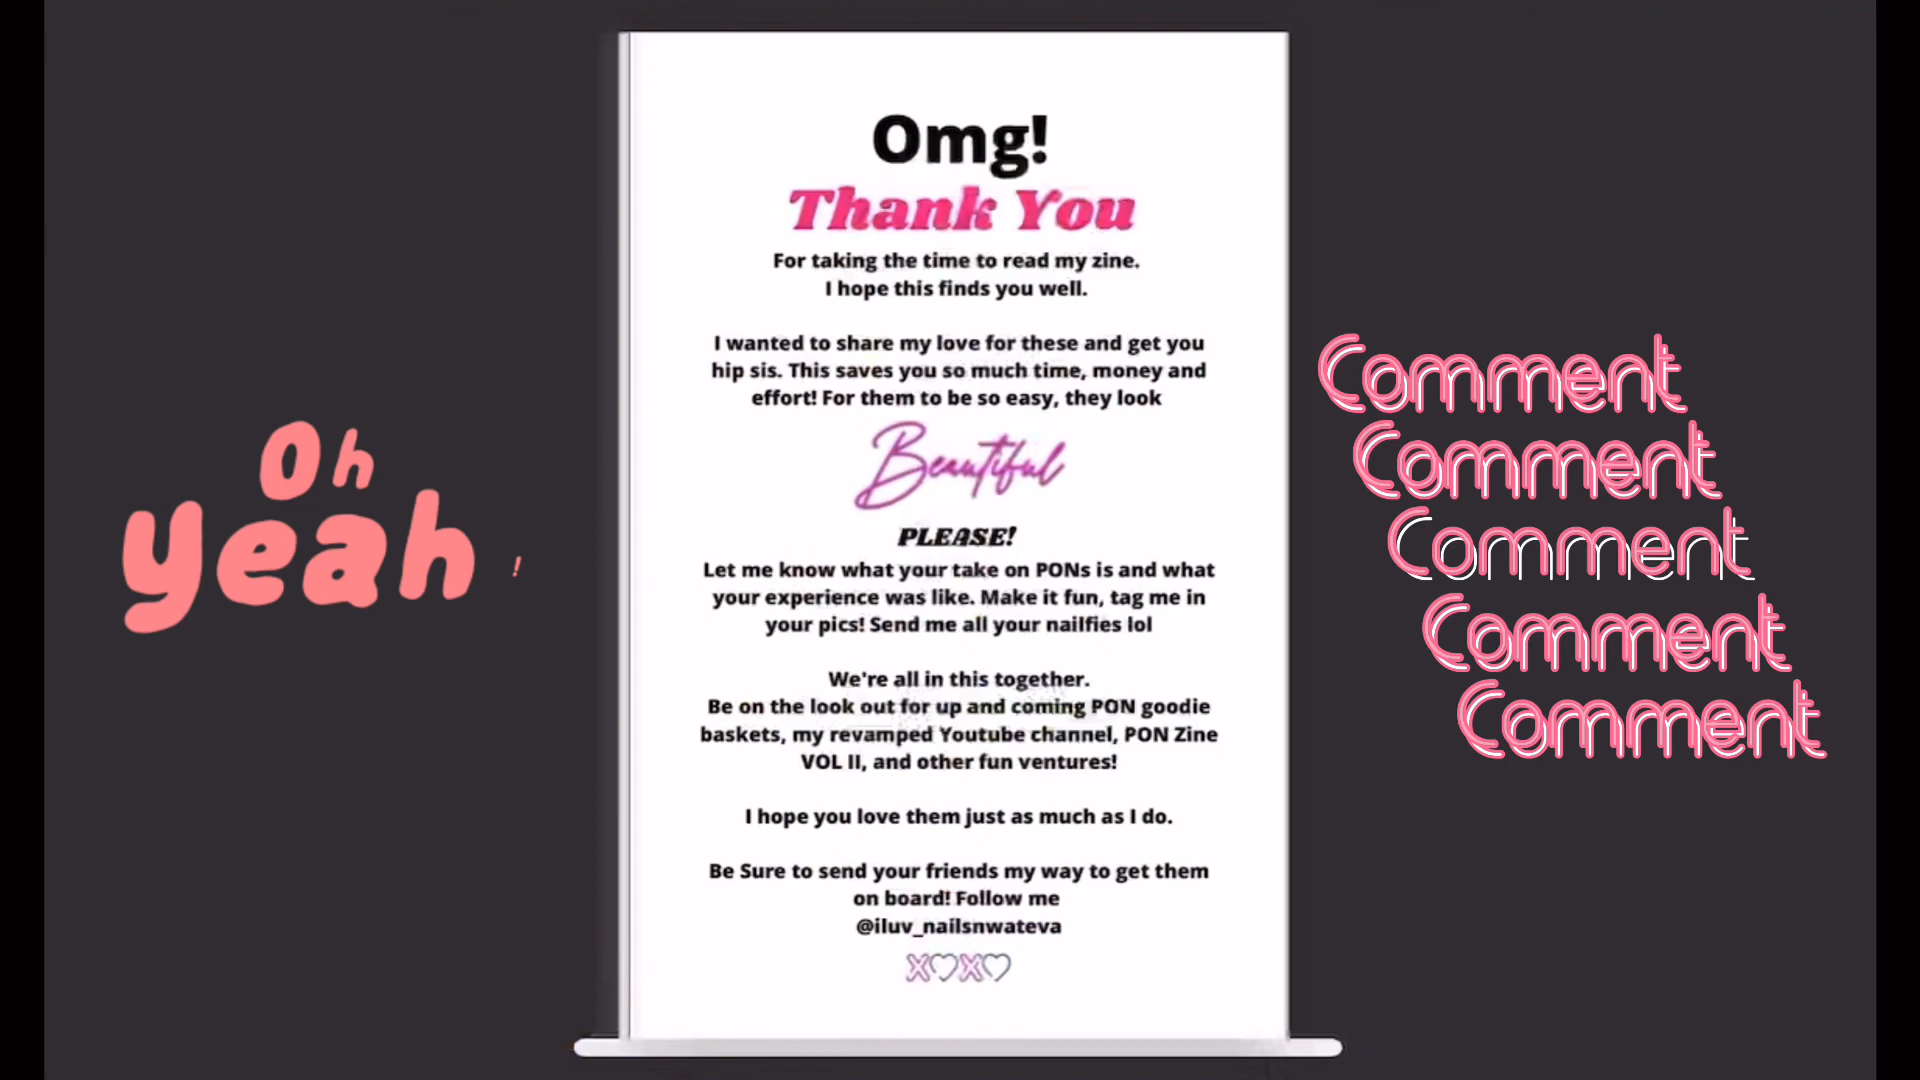 Oh
yeah !
Omg!
Thank You
For taking the time to read my zine.
I hope this finds you well.
I wanted to share my love for these and get you
hip sis. This saves you so much time, money and
effort! For them to be so easy, they look
Beautiful
PLEASE!
Let me know what your take on PONs is and what
your experience was like. Make it fun, tag me in
your pics! Send me all your nailfies lol
We're all in this together.
Be on the look out for up and coming PON goodie
baskets, my revamped Youtube channel, PON Zine
VOL II, and other fun ventures!
I hope you love them just as much as I do.
Be Sure to send your friends my way to get them
on board! Follow me
@iluv_nailsnwateva
X♡X♡
Comment
Comment
Comment
Comment
Comment